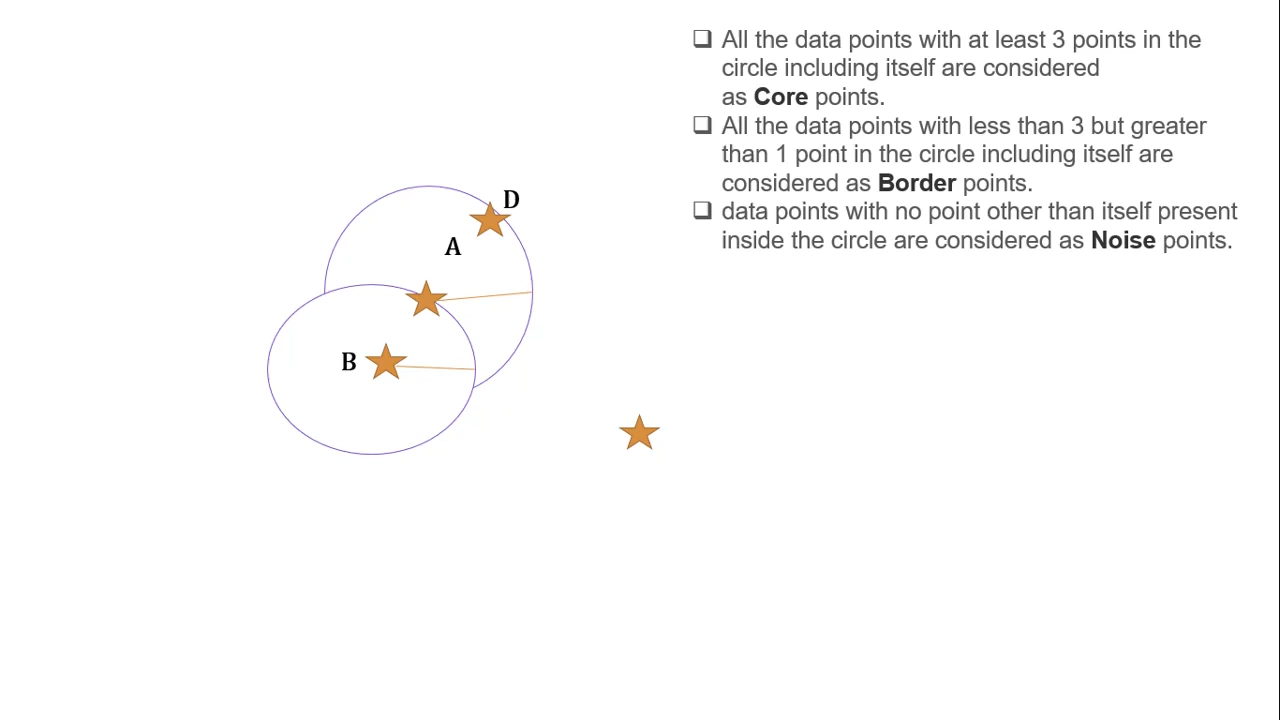 ❑ All the data points with at least 3 points in the
circle including itself are considered
as Core points.
❑ All the data points with less than 3 but greater
than 1 point in the circle including itself are
considered as Border points.
❑ data points with no point other than itself present
inside the circle are considered as Noise points.
D
A
B